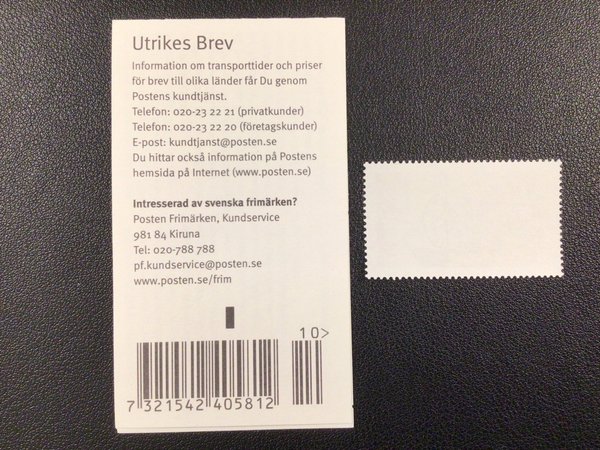 Utrikes Brev
Information om transporttider och priser
för brev till olika länder får Du genom
Postens kundtjänst.
Telefon: 020-23 22 21 (privatkunder)
Telefon: 020-23 22 20 (företagskunder)
E-post: kundtjanst@posten.se
Du hittar också information på Postens
hemsida på Internet (www.posten.se)
Intresserad av svenska frimärken?
Posten Frimärken, Kundservice
981 84 Kiruna
Tel: 020-788 788
pf.kundservice@posten.se
www.posten.se/frim
10>
7 321542 405812